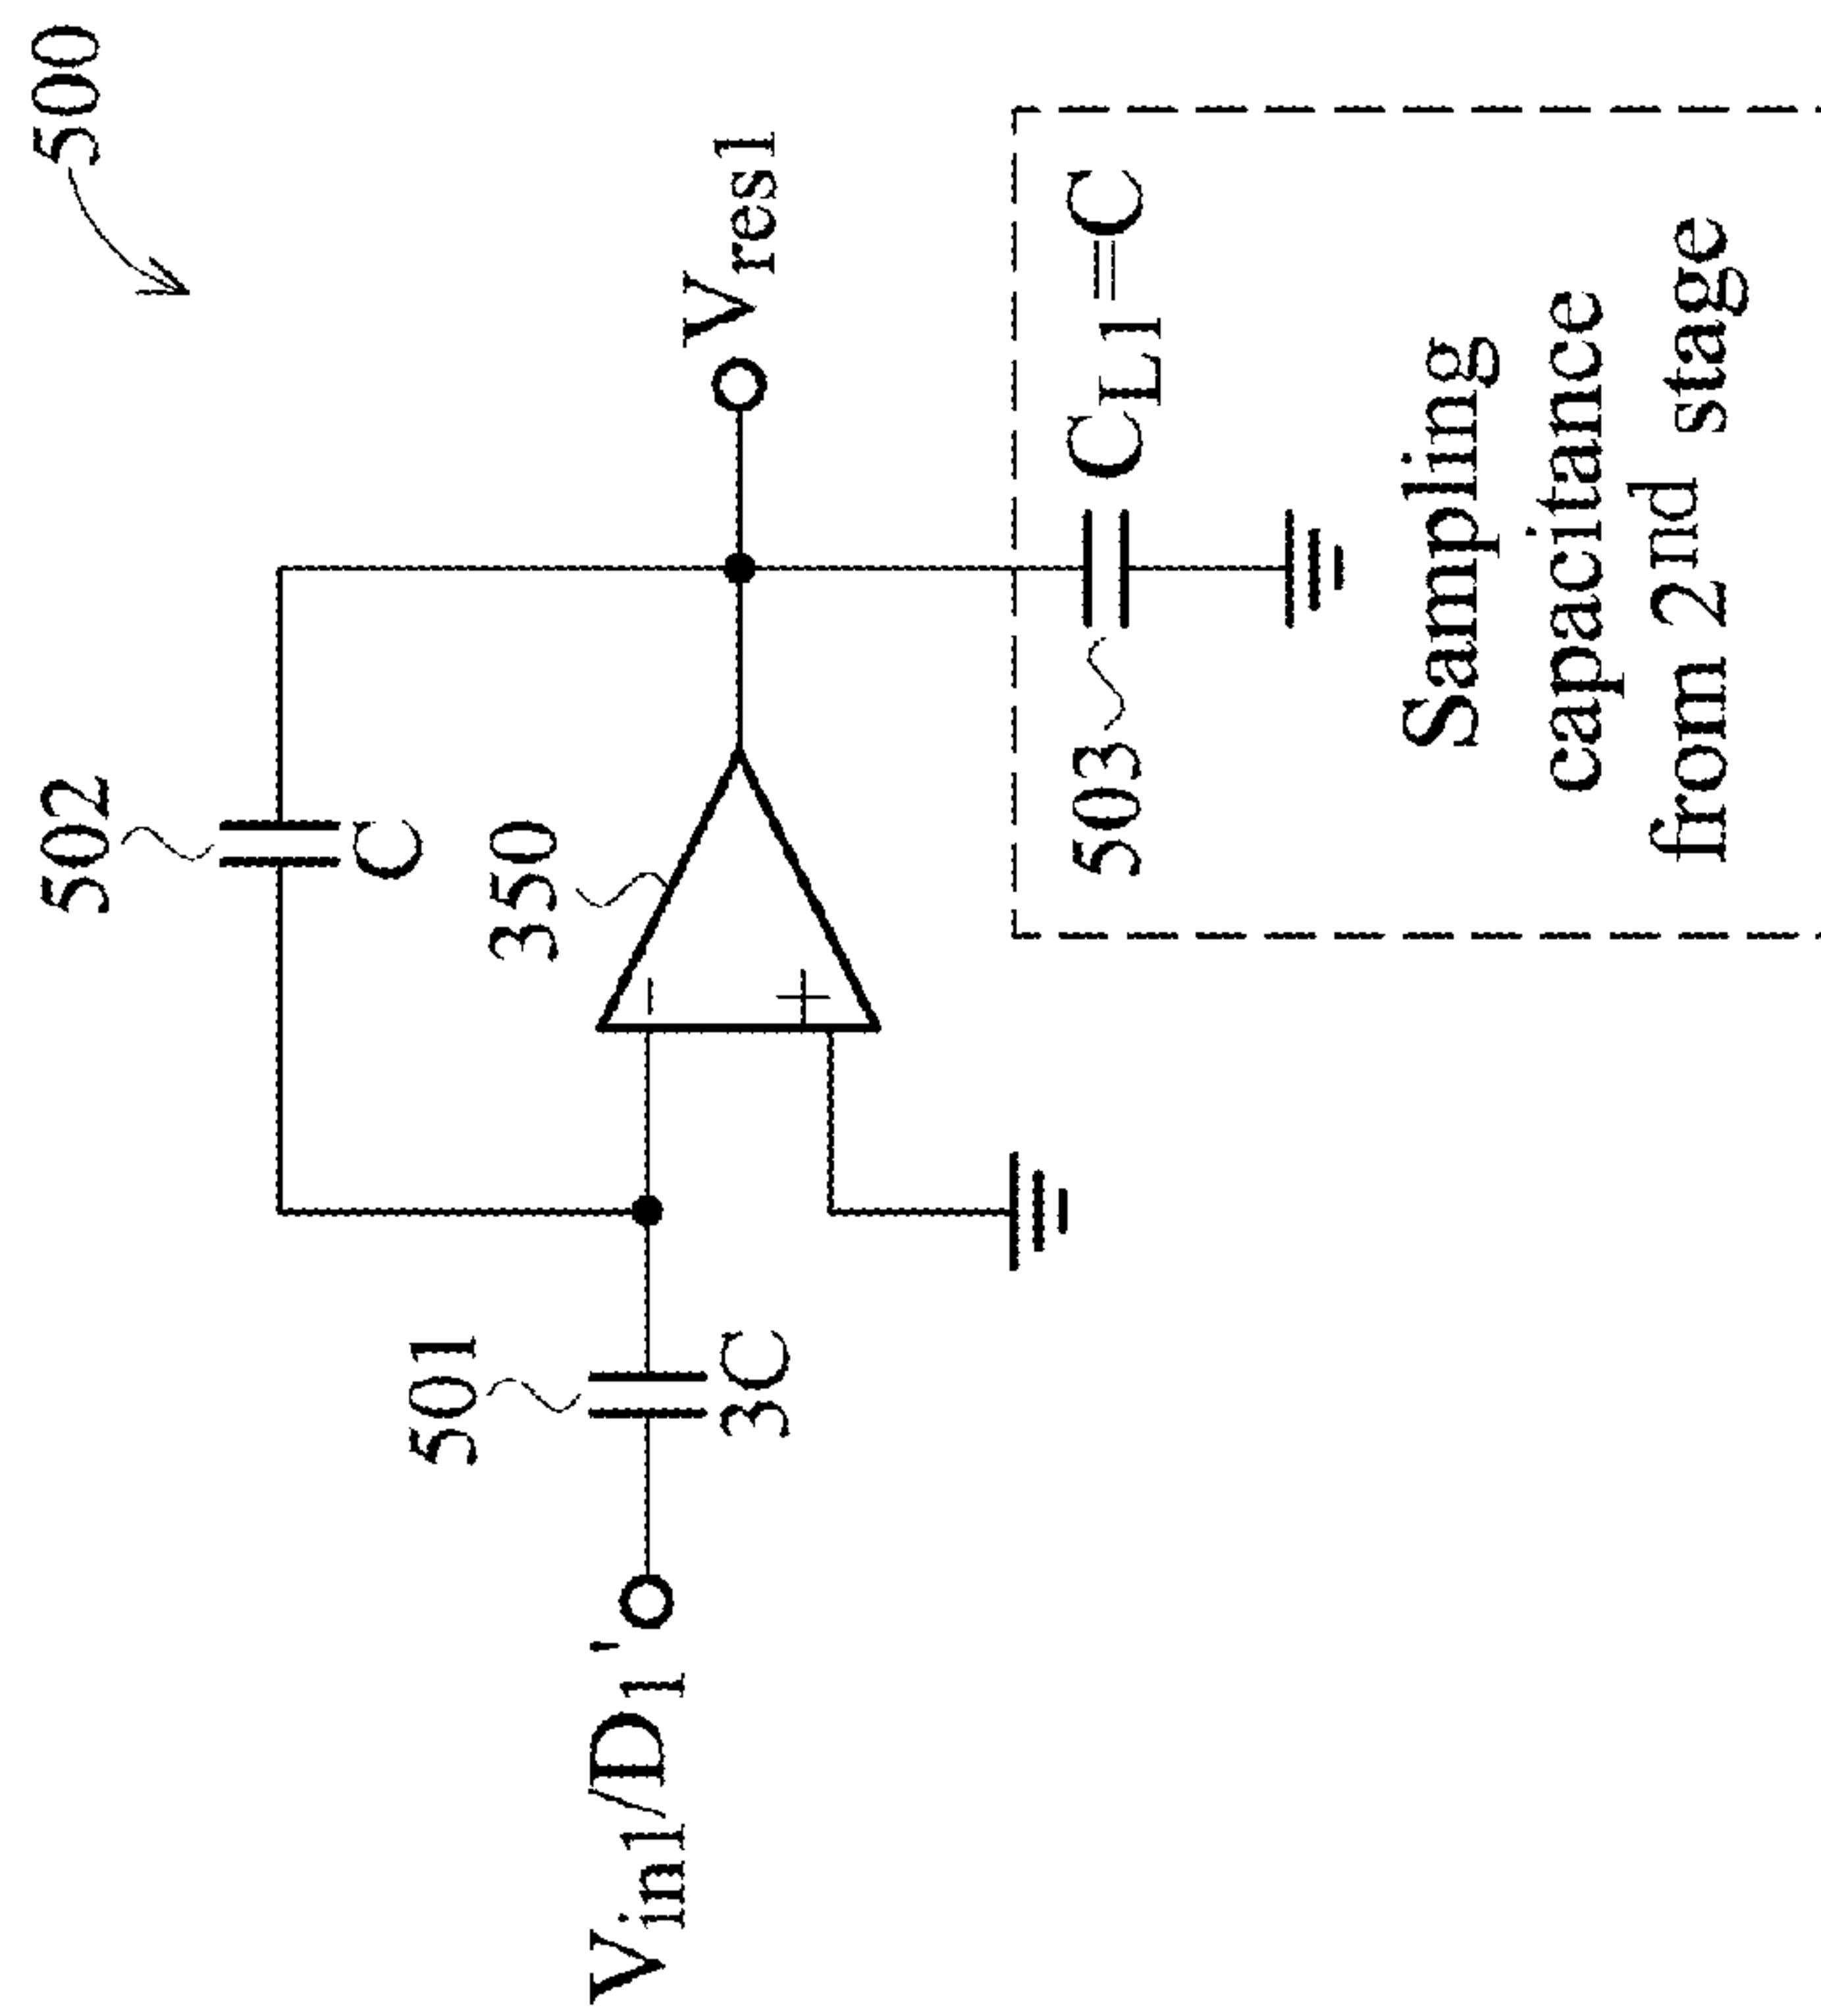 500
502
C
350
−
+
501
3C
Vin1/D1'
Vres1
503
CL1=C
Sampling
capacitance
from 2nd stage